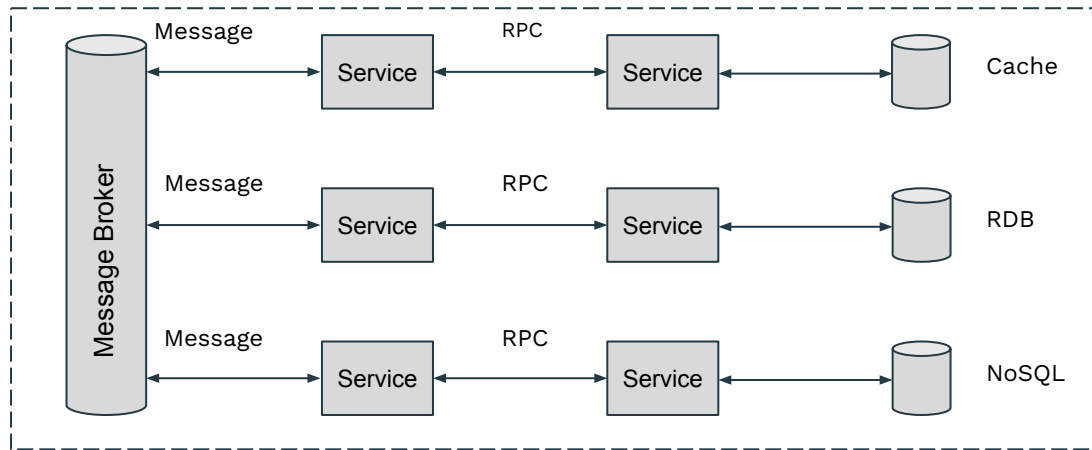 Message
RPC
Service
Service
Cache
Message Broker
Message
RPC
Service
Service
RDB
Message
RPC
Service
Service
NoSQL